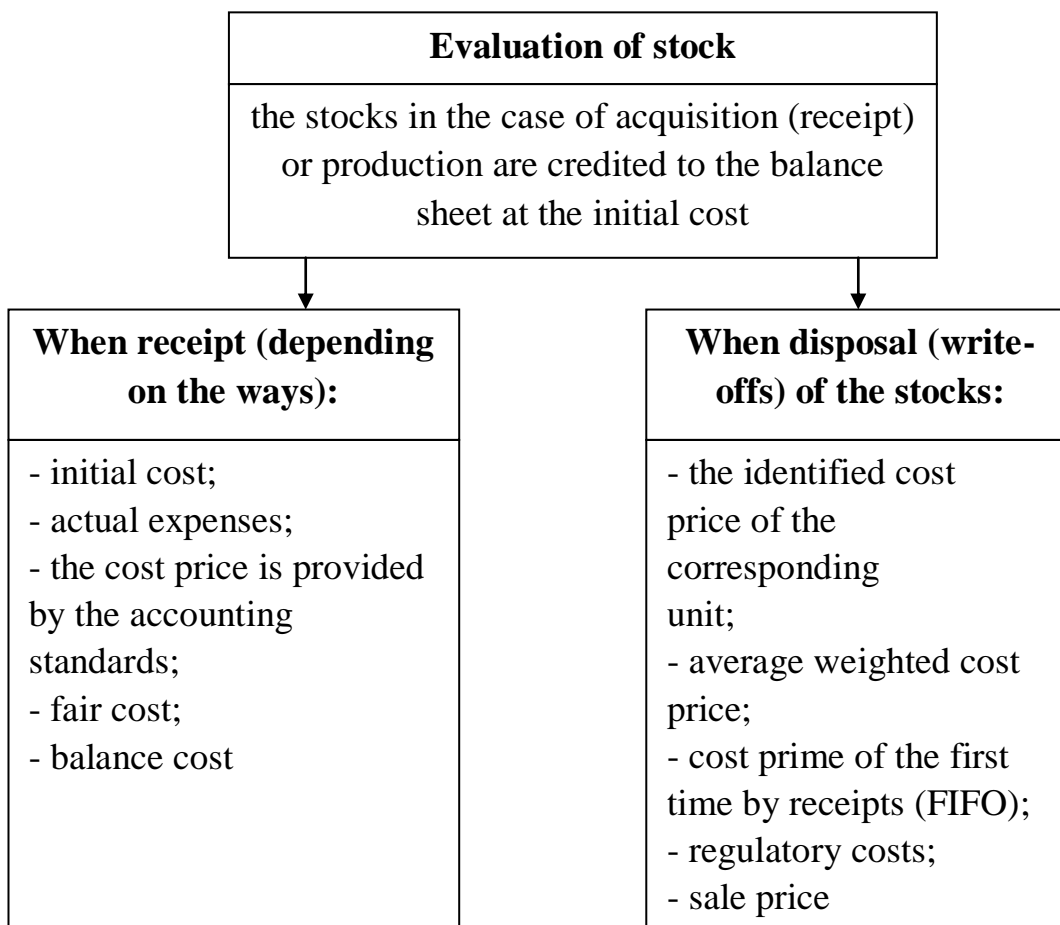 Evaluation of stock
the stocks in the case of acquisition (receipt)
or production are credited to the balance
sheet at the initial cost
When receipt (depending
on the ways):
- initial cost;
- actual expenses;
- the cost price is provided
by the accounting
standards;
- fair cost;
- balance cost
When disposal (write-
offs) of the stocks:
- the identified cost
price of the
corresponding
unit;
- average weighted cost
price;
- cost prime of the first
time by receipts (FIFO);
- regulatory costs;
- sale price